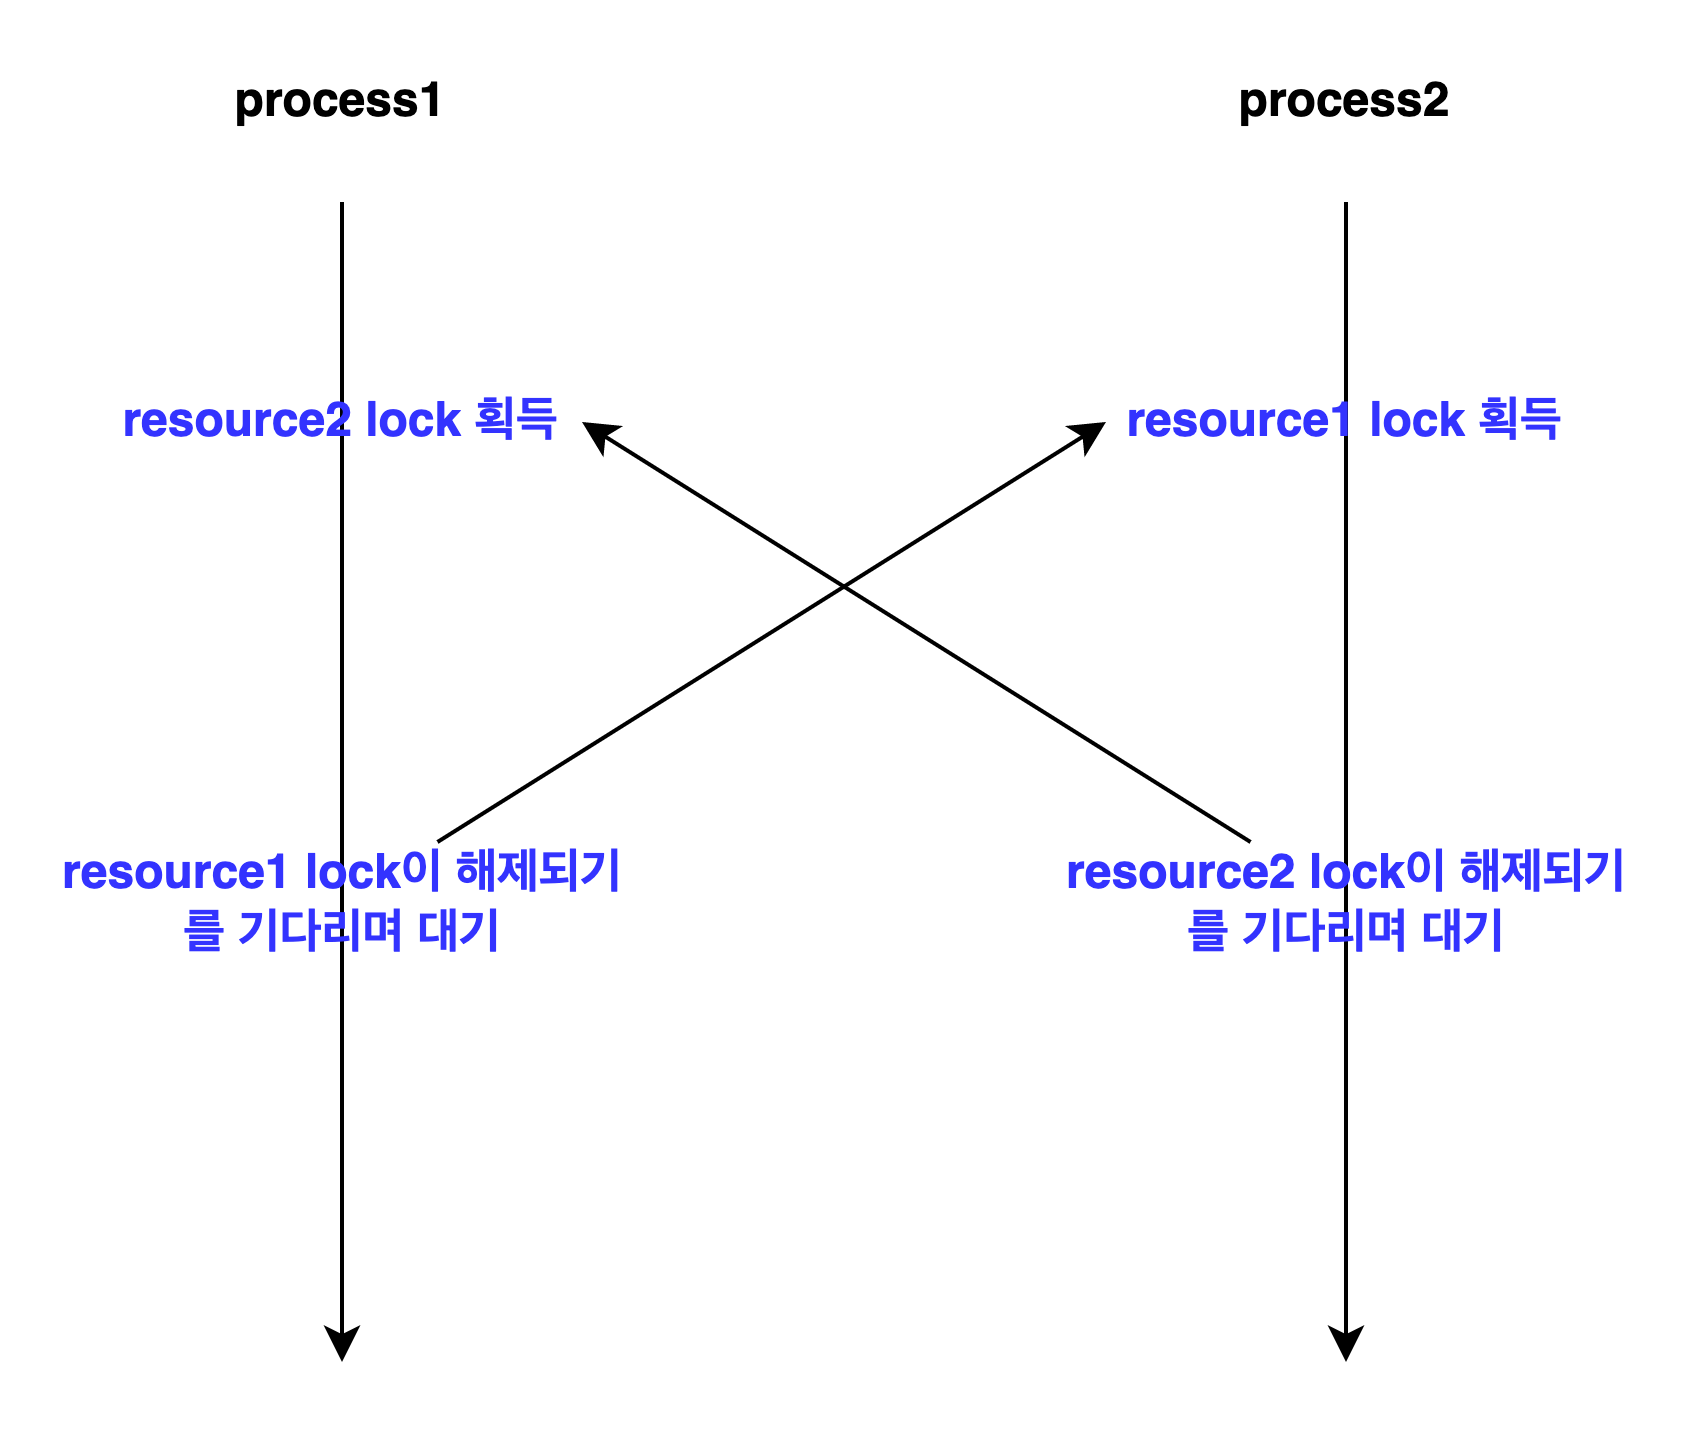 process1
process2
resource2 lock 획득
resource1 lock 획득
resource1 lock이 해제되기
를 기다리며 대기
resource2 lock이 해제되기
를 기다리며 대기